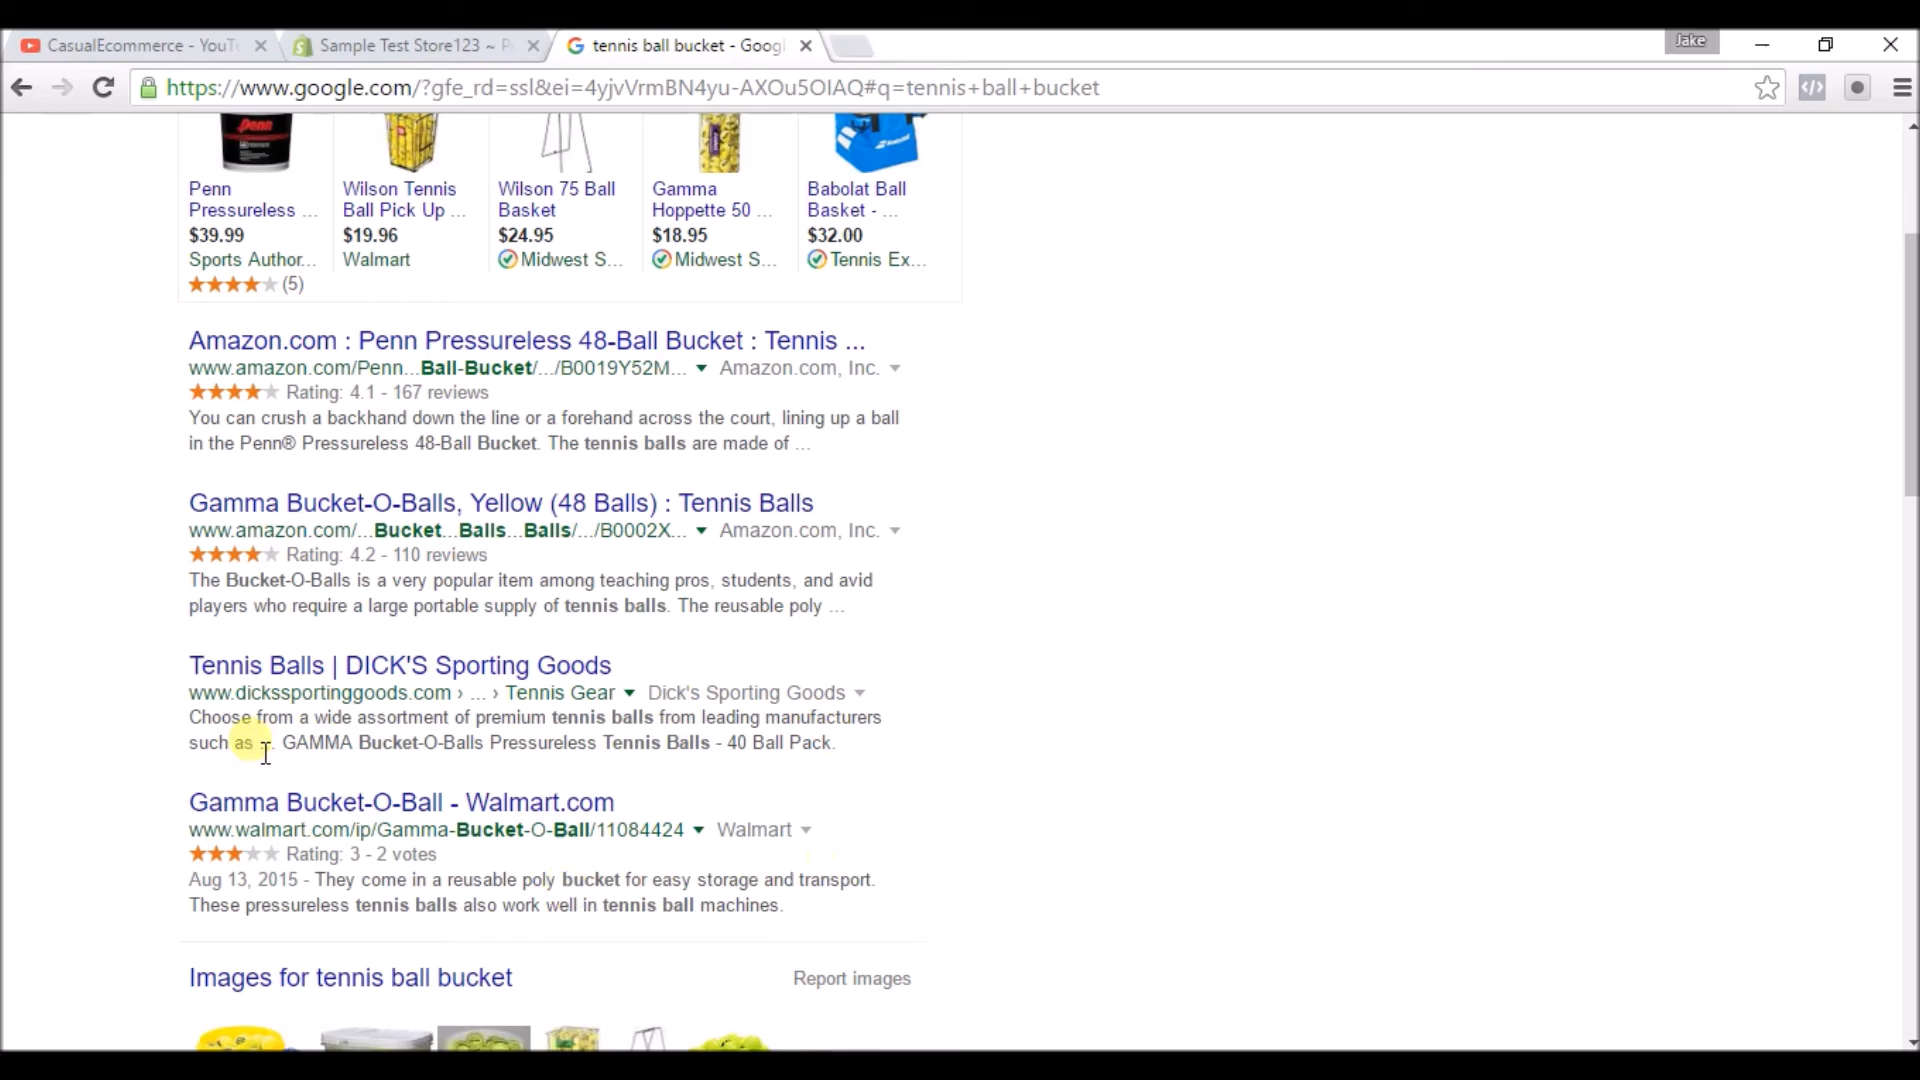 CasualEcommerce - YouT
Sample Test Store123 ~ P
tennis ball bucket - Goog
Jake
https://www.google.com/?gfe_rd=ssl&ei=4yjvVrmBN4yu-AXOu5OIAQ#q=tennis+ball+bucket
Penn
Penn Pressureless ...
$39.99
Sports Author...
(5)
Wilson Tennis Ball Pick Up ...
$19.96
Walmart
Wilson 75 Ball Basket
$24.95
Midwest S...
Gamma Hoppette 50 ...
$18.95
Midwest S...
Babolat Ball Basket - ...
$32.00
Tennis Ex...
Amazon.com : Penn Pressureless 48-Ball Bucket : Tennis ...
www.amazon.com/Penn...Ball-Bucket/.../B0019Y52M... Amazon.com, Inc.
Rating: 4.1 - 167 reviews
You can crush a backhand down the line or a forehand across the court, lining up a ball
in the Penn® Pressureless 48-Ball Bucket. The tennis balls are made of ...
Gamma Bucket-O-Balls, Yellow (48 Balls) : Tennis Balls
www.amazon.com/...Bucket...Balls...Balls/.../B0002X... Amazon.com, Inc.
Rating: 4.2 - 110 reviews
The Bucket-O-Balls is a very popular item among teaching pros, students, and avid
players who require a large portable supply of tennis balls. The reusable poly ...
Tennis Balls | DICK'S Sporting Goods
www.dickssportinggoods.com › ... › Tennis Gear Dick's Sporting Goods
Choose from a wide assortment of premium tennis balls from leading manufacturers
such as ... GAMMA Bucket-O-Balls Pressureless Tennis Balls - 40 Ball Pack.
Gamma Bucket-O-Ball - Walmart.com
www.walmart.com/ip/Gamma-Bucket-O-Ball/11084424 Walmart
Rating: 3 - 2 votes
Aug 13, 2015 - They come in a reusable poly bucket for easy storage and transport.
These pressureless tennis balls also work well in tennis ball machines.
Images for tennis ball bucket
Report images